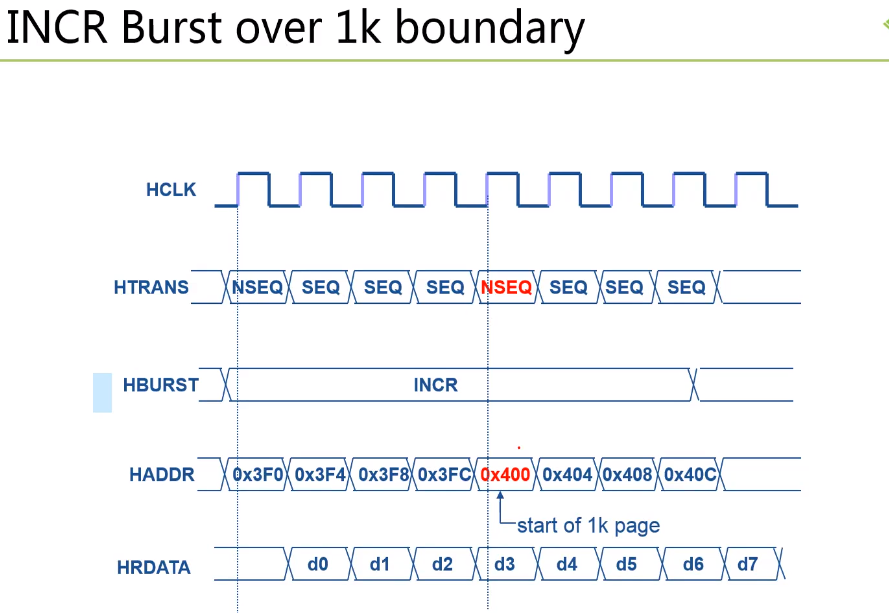 INCR Burst over 1k boundary
HCLK
HTRANS NSEQ SEQ SEQ SEQ NSEQ SEQ SEQ SEQ
HBURST INCR
HADDR 0x3F0 0x3F4 0x3F8 0x3FC 0x400 0x404 0x408 0x40C
start of 1k page
HRDATA d0 d1 d2 d3 d4 d5 d6 d7